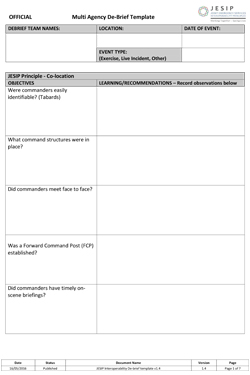 OFFICIAL Multi Agency De-Brief Template
JESIP
DEBRIEF TEAM NAMES: LOCATION: DATE OF EVENT:
EVENT TYPE:
(Exercise, Live Incident, Other)
JESIP Principle - Co-location
OBJECTIVES LEARNING/RECOMMENDATIONS – Record observations below
Were commanders easily
identifiable? (Tabards)
What command structures were in
place?
Did commanders meet face to face?
Was a Forward Command Post (FCP)
established?
Did commanders have timely on-
scene briefings?
Date Status Document Name Version Page
Published JESIP Interoperability De-brief template v1.4 1.4 Page 1 of 7